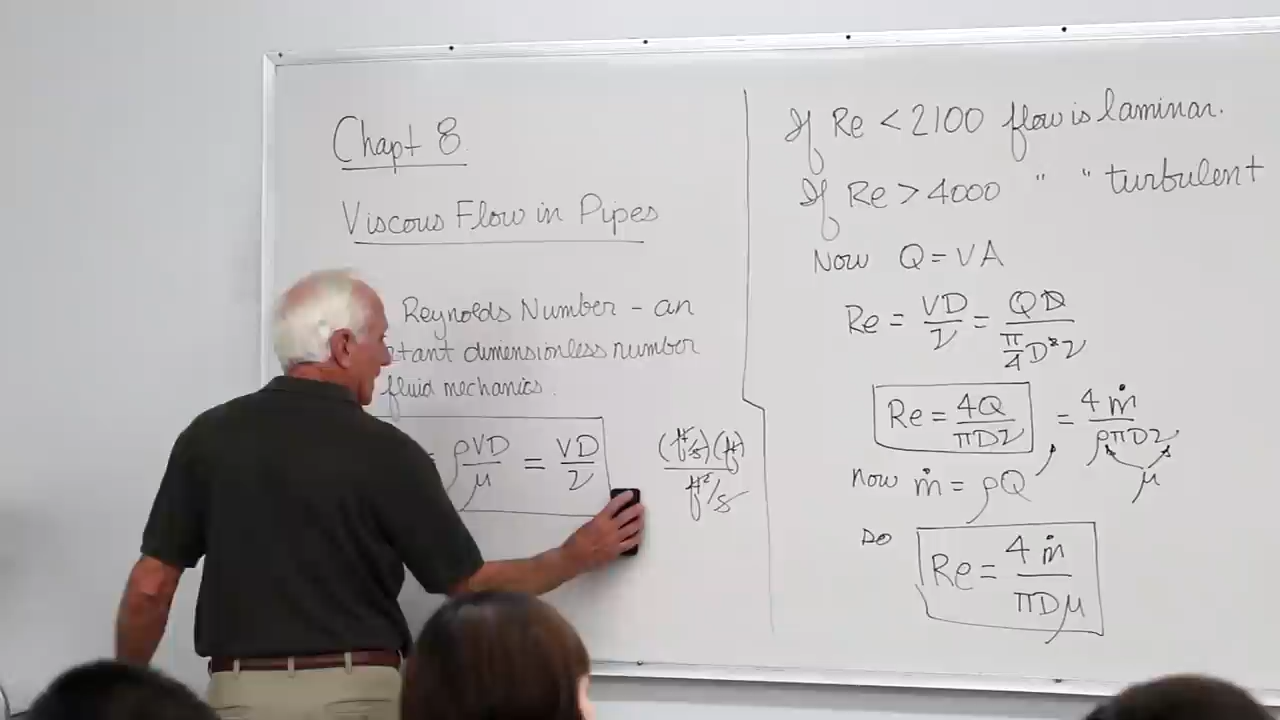 Chapt 8.
Viscous Flow in Pipes
Reynolds Number - an
rtant dimensionless number
fluid mechanics.
= ρVD/μ = VD/ν
(ft/s)(ft)/ft²/s
If Re < 2100 flow is laminar.
If Re > 4000 " " turbulent
Now Q = VA
Re = VD/ν = QD/(π/4 D²ν)
Re = 4Q/πDν = 4ṁ/ρπDν
μ
Now ṁ = ρQ
so
Re = 4ṁ/πDμ